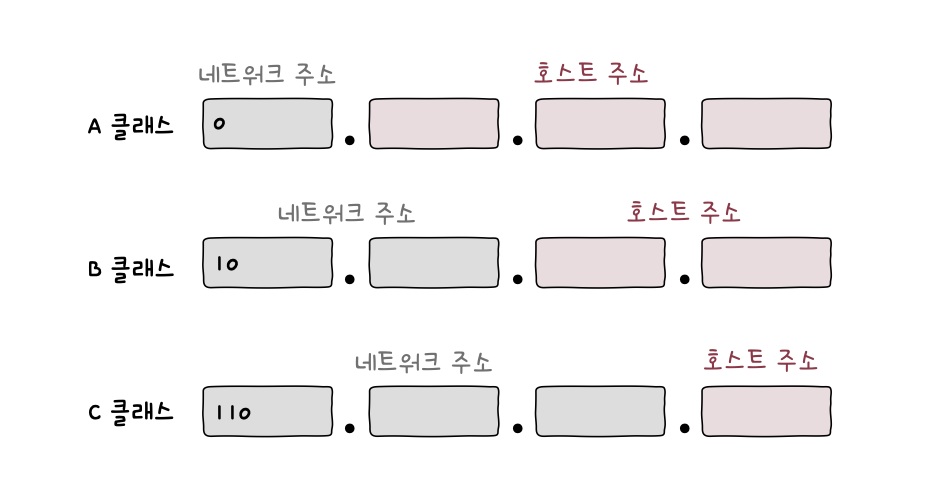 네트워크 주소 호스트 주소
A 클래스 0 . . .
네트워크 주소 호스트 주소
B 클래스 10 . . .
네트워크 주소 호스트 주소
C 클래스 110 . . .